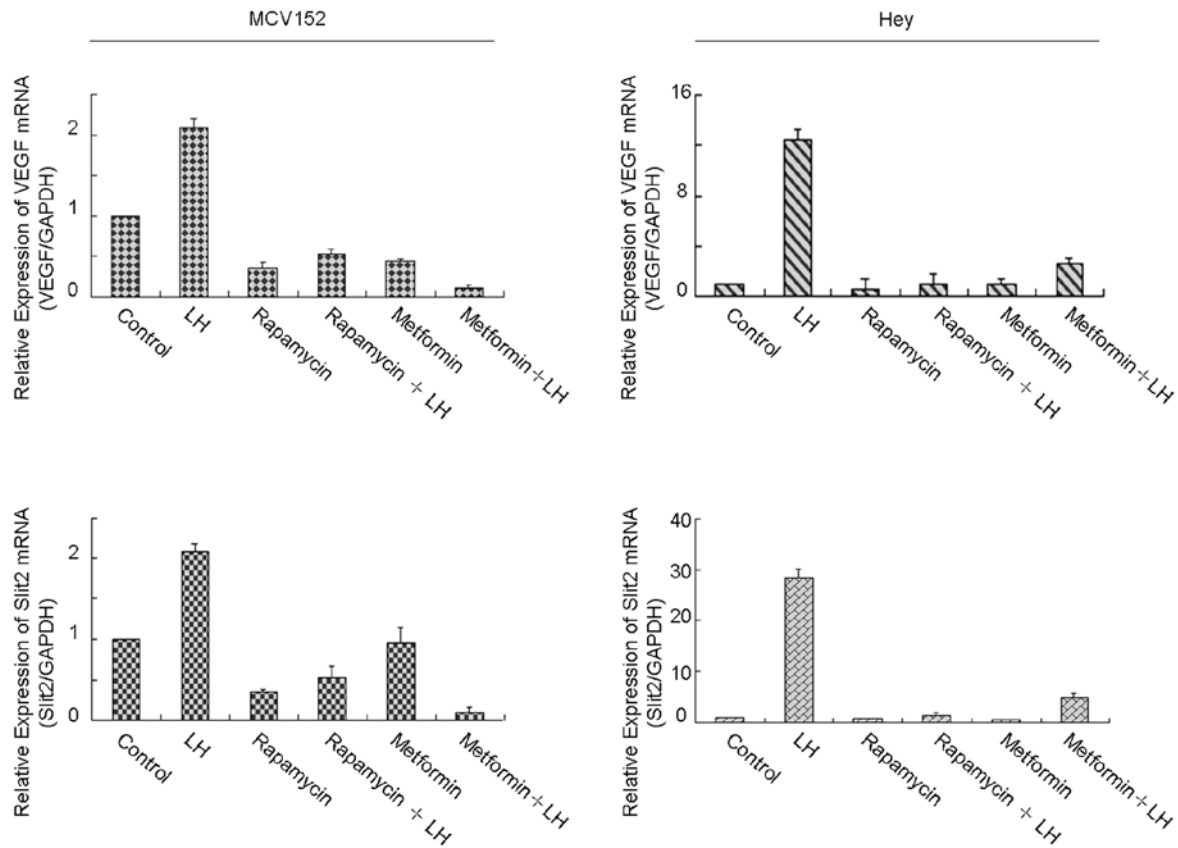 MCV152
Hey
Relative Expression of VEGF mRNA
(VEGF/GAPDH)
2
1
0
Control
LH
Rapamycin
Rapamycin + LH
Metformin
Metformin+LH
Relative Expression of VEGF mRNA
(VEGF/GAPDH)
16
8
0
Control
LH
Rapamycin
Rapamycin + LH
Metformin
Metformin+LH
Relative Expression of Slit2 mRNA
(Slit2/GAPDH)
2
1
0
Control
LH
Rapamycin
Rapamycin + LH
Metformin
Metformin+LH
Relative Expression of Slit2 mRNA
(Slit2/GAPDH)
40
30
20
10
0
Control
LH
Rapamycin
Rapamycin + LH
Metformin
Metformin+LH